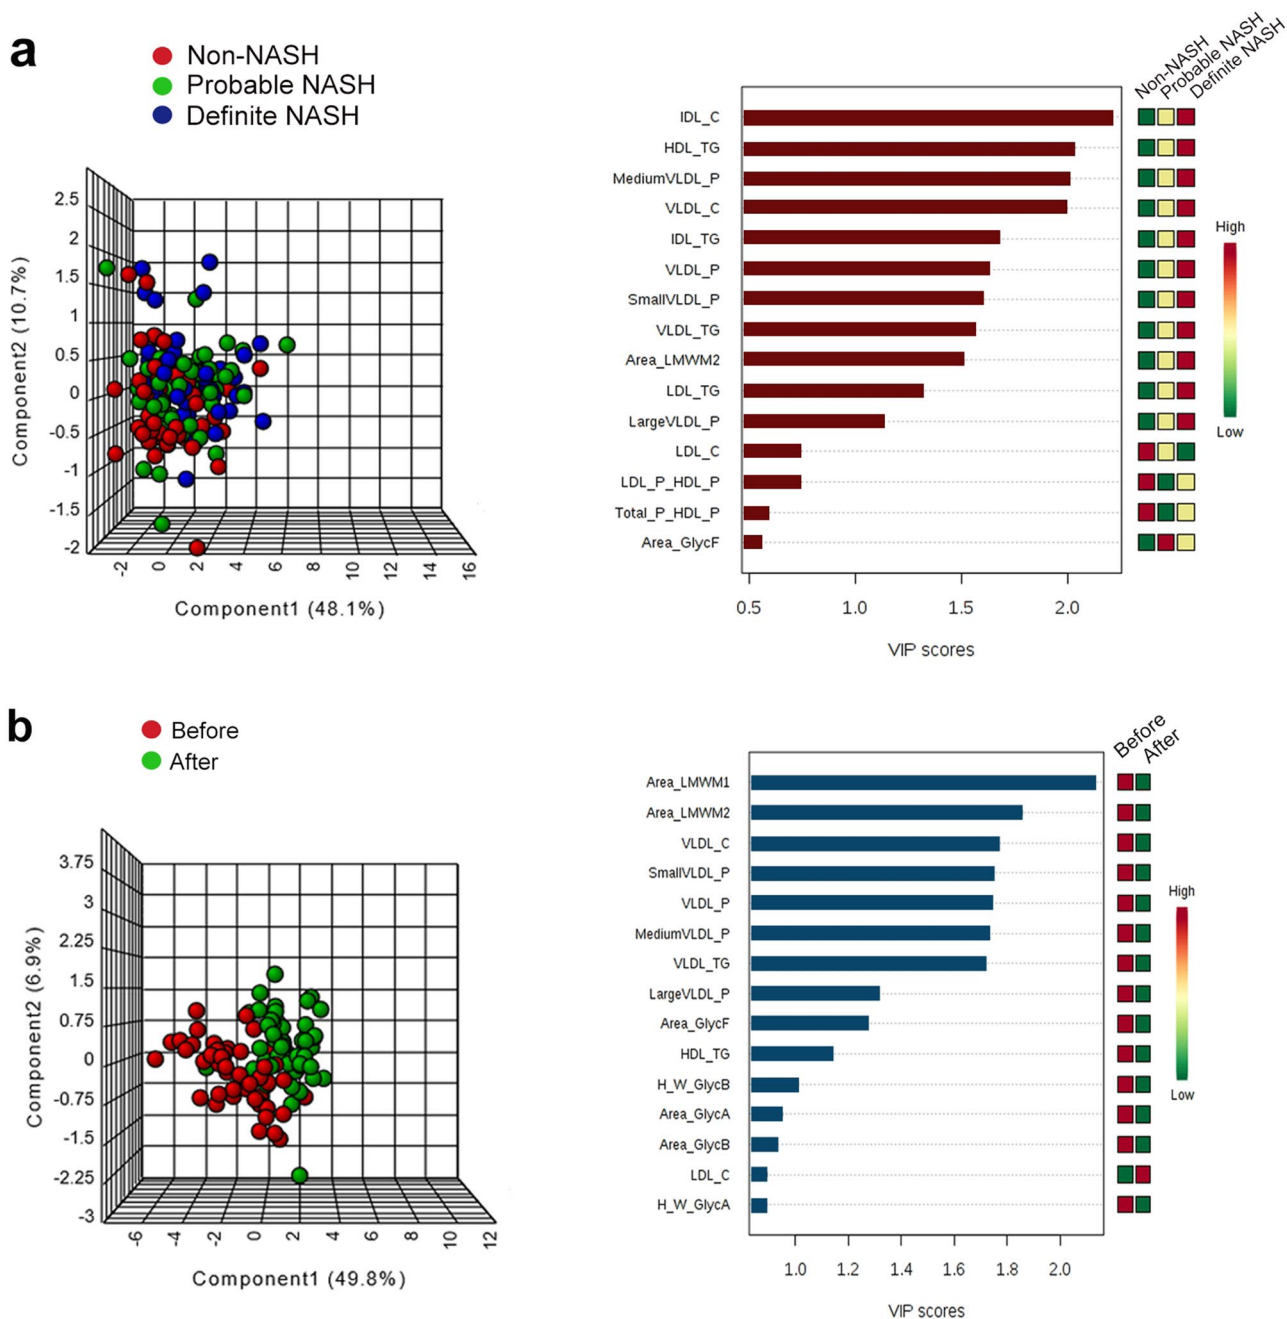 a
Non-NASH
Probable NASH
Definite NASH
2.5
2
1.5
1
0.5
0
-0.5
-1
-1.5
-2
Component2 (10.7%)
-2 0 2 4 6 8 10 12 14 16
Component1 (48.1%)
Non-NASH
Probable NASH
Definite NASH
IDL_C
HDL_TG
MediumVLDL_P
VLDL_C
IDL_TG
VLDL_P
SmallVLDL_P
VLDL_TG
Area_LMWM2
LDL_TG
LargeVLDL_P
LDL_C
LDL_P_HDL_P
Total_P_HDL_P
Area_GlycF
0.5 1.0 1.5 2.0
VIP scores
High
Low
b
Before
After
3.75
3
2.25
1.5
0.75
0
-0.75
-1.5
-2.25
-3
Component2 (6.9%)
-6 -4 -2 0 2 4 6 8 10 12
Component1 (49.8%)
Before
After
Area_LMWM1
Area_LMWM2
VLDL_C
SmallVLDL_P
VLDL_P
MediumVLDL_P
VLDL_TG
LargeVLDL_P
Area_GlycF
HDL_TG
H_W_GlycB
Area_GlycA
Area_GlycB
LDL_C
H_W_GlycA
1.0 1.2 1.4 1.6 1.8 2.0
VIP scores
High
Low